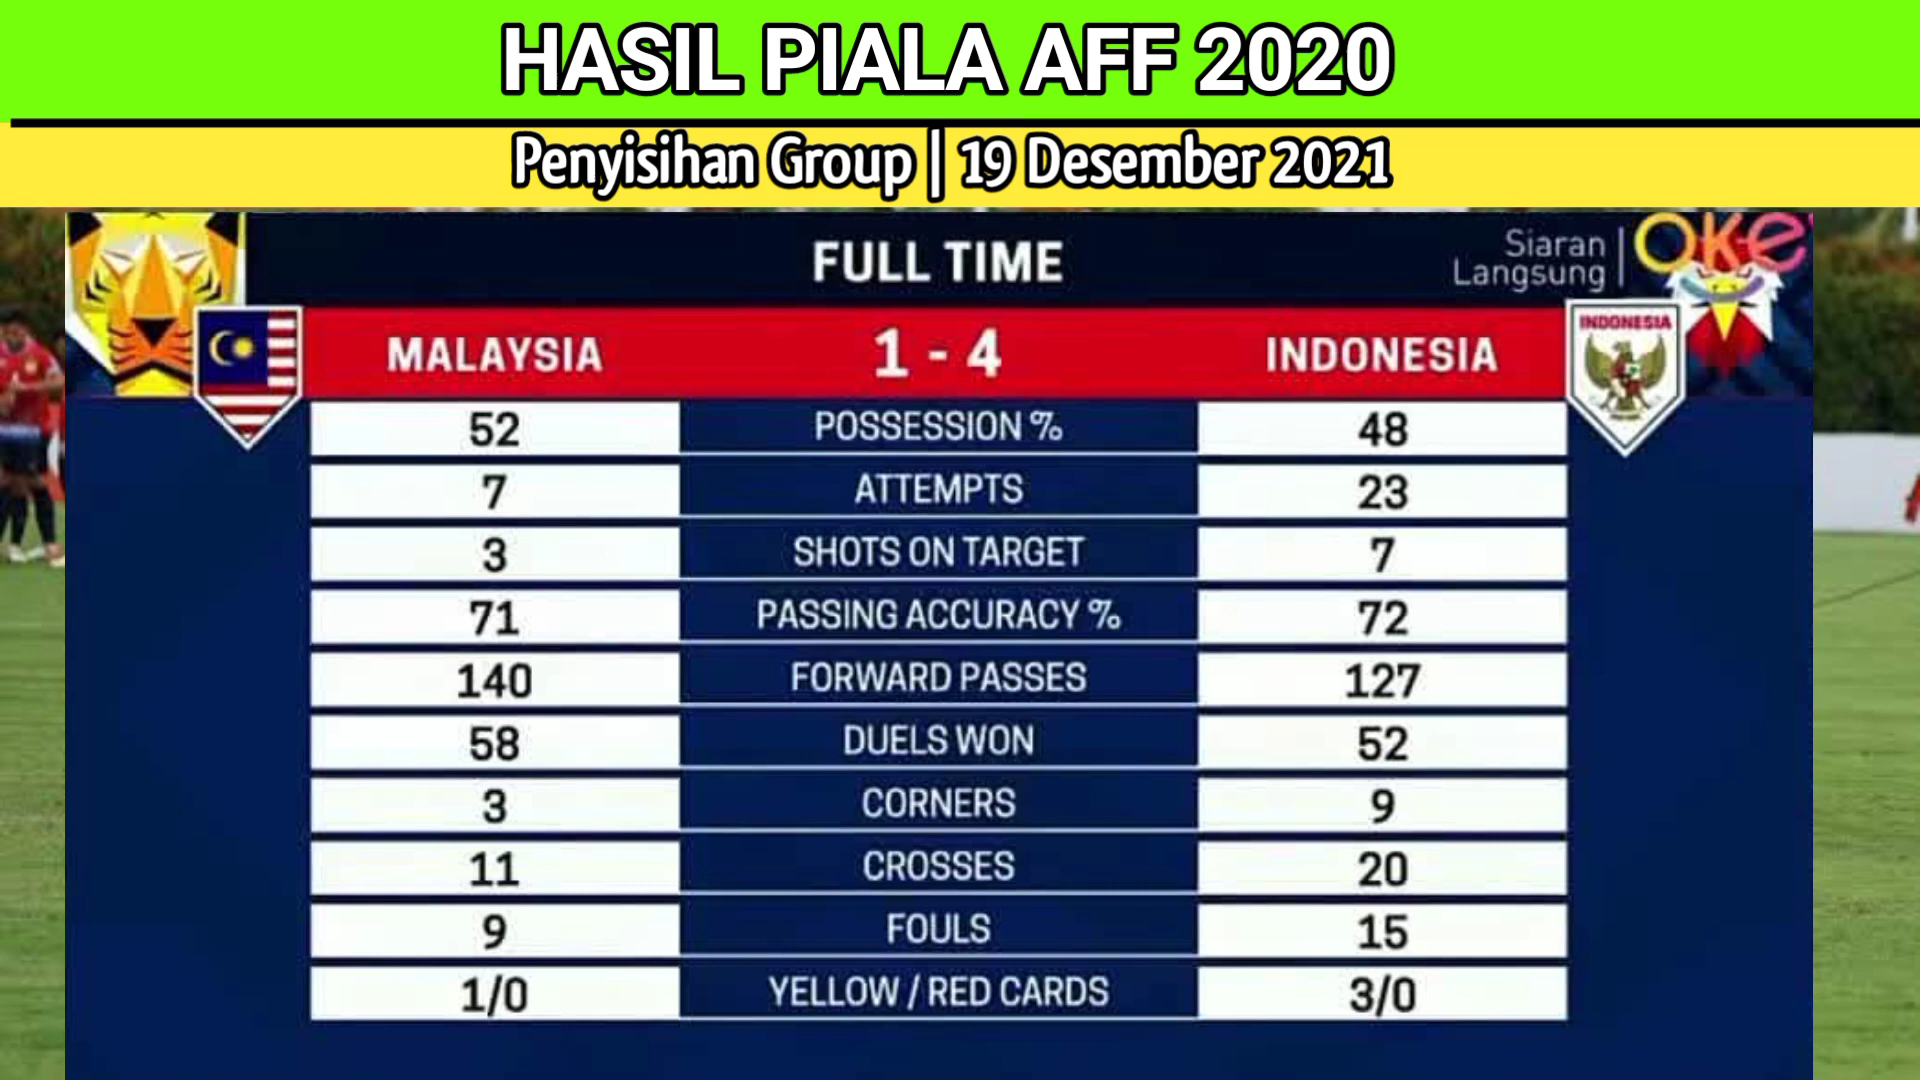 HASIL PIALA AFF 2020
Penyisihan Group | 19 Desember 2021
FULL TIME
Siaran
Langsung
Oke
MALAYSIA 1 - 4 INDONESIA
INDONESIA
52 POSSESSION % 48
7 ATTEMPTS 23
3 SHOTS ON TARGET 7
71 PASSING ACCURACY % 72
140 FORWARD PASSES 127
58 DUELS WON 52
3 CORNERS 9
11 CROSSES 20
9 FOULS 15
1/0 YELLOW / RED CARDS 3/0